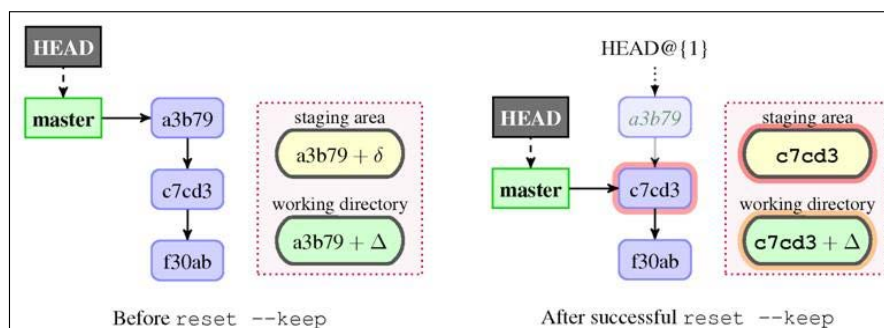 HEAD
master
a3b79
c7cd3
f30ab
staging area
a3b79 + δ
working directory
a3b79 + Δ
Before reset --keep
HEAD@{1}
HEAD
master
a3b79
c7cd3
f30ab
staging area
c7cd3
working directory
c7cd3 + Δ
After successful reset --keep